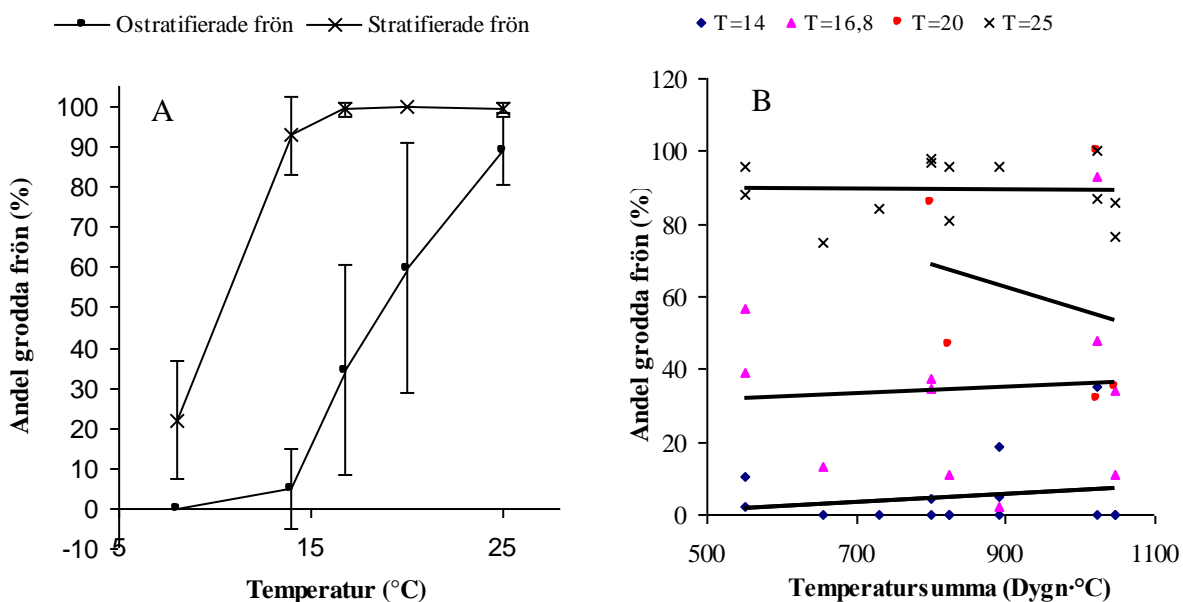 Ostratifierade frön Stratifierade frön
T=14 T=16,8 T=20 T=25
A
Andel grodda frön (%)
100
90
80
70
60
50
40
30
20
10
0
-10
5 15 25
Temperatur (°C)
B
Andel grodda frön (%)
120
100
80
60
40
20
0
500 700 900 1100
Temperatursumma (Dygn·°C)